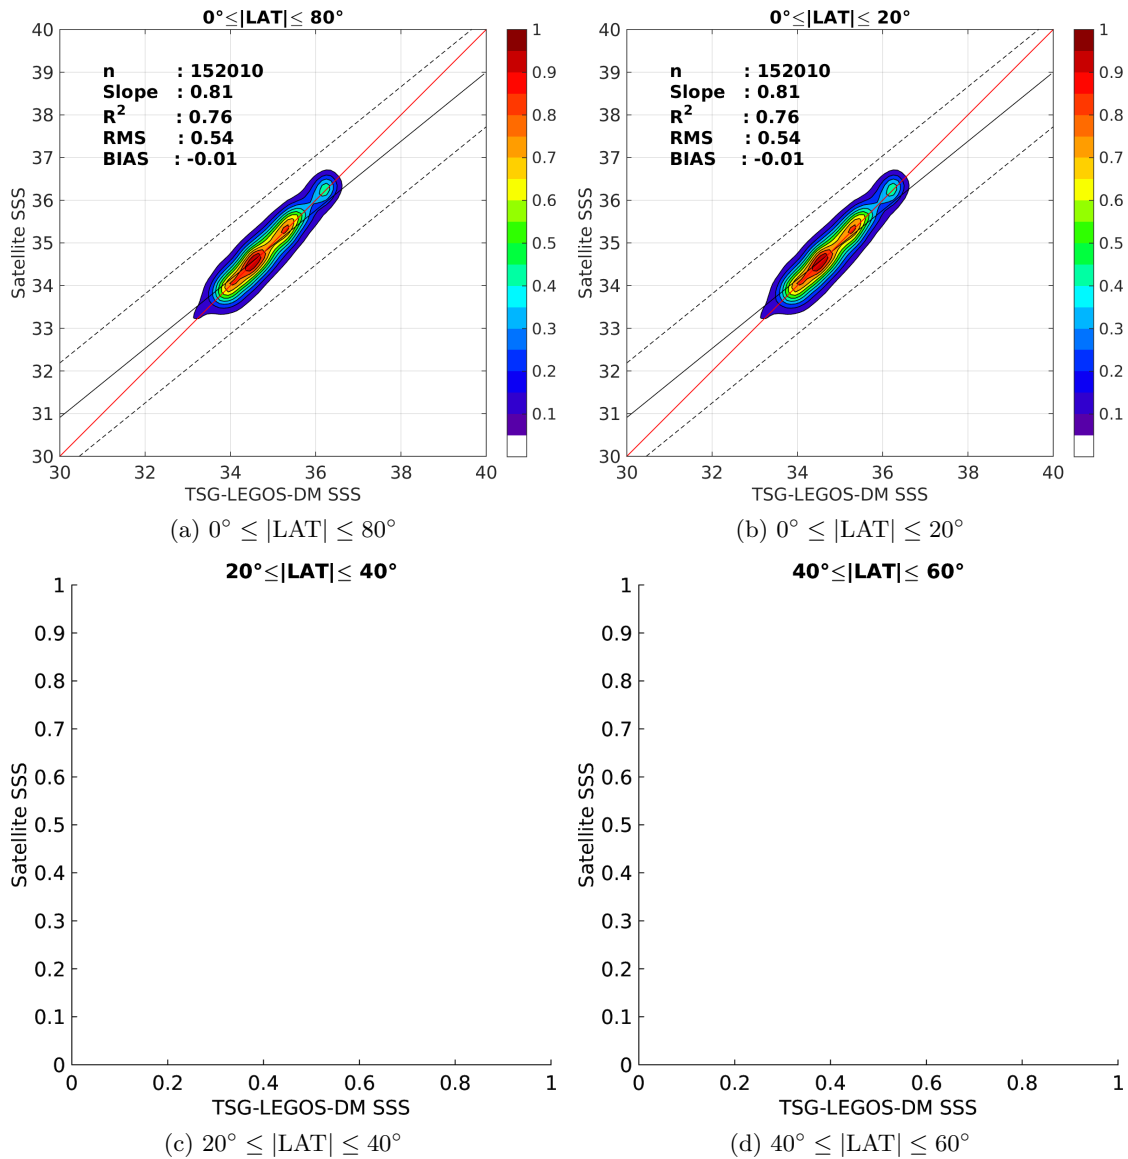 0°≤|LAT|≤ 80°
n : 152010
Slope : 0.81
R² : 0.76
RMS : 0.54
BIAS : -0.01
40
39
38
37
36
35
34
33
32
31
30
30 32 34 36 38 40
Satellite SSS
TSG-LEGOS-DM SSS
1
0.9
0.8
0.7
0.6
0.5
0.4
0.3
0.2
0.1
(a) 0° ≤ |LAT| ≤ 80°
0°≤|LAT|≤ 20°
n : 152010
Slope : 0.81
R² : 0.76
RMS : 0.54
BIAS : -0.01
40
39
38
37
36
35
34
33
32
31
30
30 32 34 36 38 40
Satellite SSS
TSG-LEGOS-DM SSS
1
0.9
0.8
0.7
0.6
0.5
0.4
0.3
0.2
0.1
(b) 0° ≤ |LAT| ≤ 20°
20°≤|LAT|≤ 40°
1
0.9
0.8
0.7
0.6
0.5
0.4
0.3
0.2
0.1
0
0 0.2 0.4 0.6 0.8 1
Satellite SSS
TSG-LEGOS-DM SSS
(c) 20° ≤ |LAT| ≤ 40°
40°≤|LAT|≤ 60°
1
0.9
0.8
0.7
0.6
0.5
0.4
0.3
0.2
0.1
0
0 0.2 0.4 0.6 0.8 1
Satellite SSS
TSG-LEGOS-DM SSS
(d) 40° ≤ |LAT| ≤ 60°